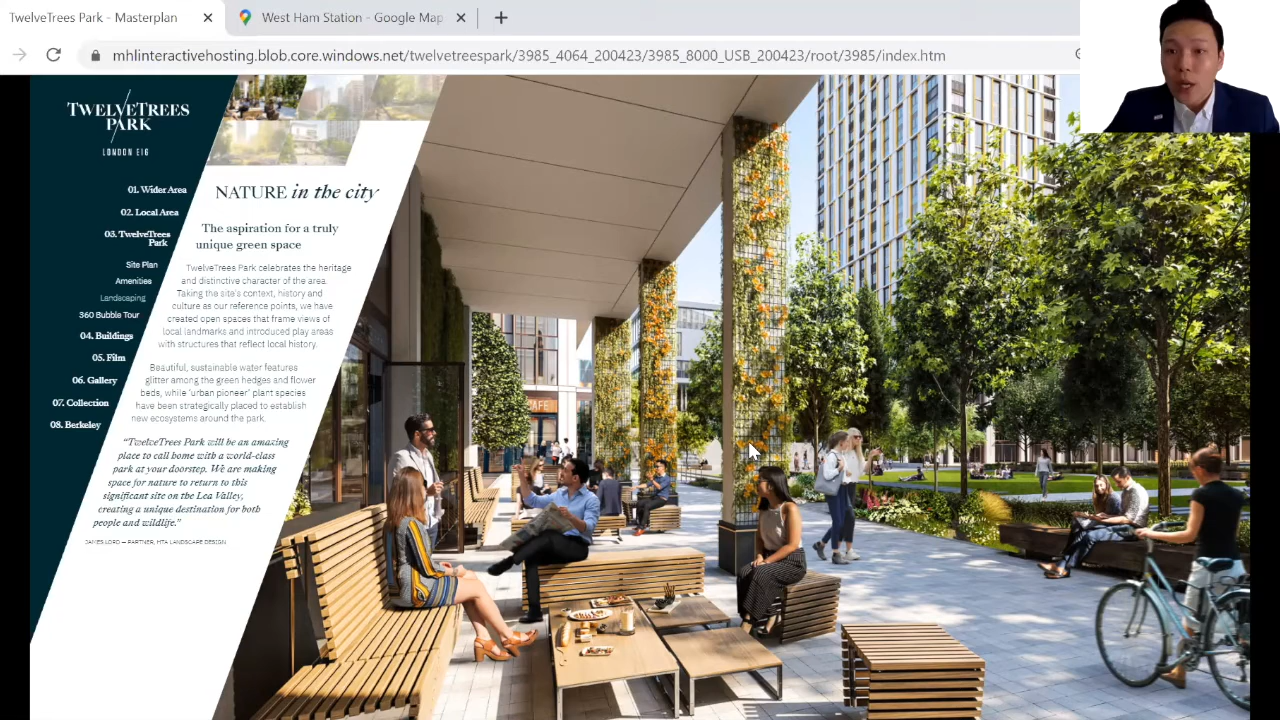 TwelveTrees Park - Masterplan
West Ham Station - Google Map
mhlinteractivehosting.blob.core.windows.net/twelvetreespark/3985_4064_200423/3985_8000_USB_200423/root/3985/index.htm
TWELVETREES
PARK
LONDON E16
01. Wider Area
02. Local Area
03. TwelveTrees
Park
Site Plan
Amenities
Landscaping
360 Bubble Tour
04. Buildings
05. Film
06. Gallery
07. Collection
08. Berkeley
NATURE in the city
The aspiration for a truly
unique green space
TwelveTrees Park celebrates the heritage
and distinctive character of the area.
Taking the site's context, history and
culture as our reference points, we have
created open spaces that frame views of
local landmarks and introduced play areas
with structures that reflect local history.
Beautiful, sustainable water features
glitter among the green hedges and flower
beds, while 'urban pioneer' plant species
have been strategically placed to establish
new ecosystems around the park.
"TwelveTrees Park will be an amazing
place to call home with a world-class
park at your doorstep. We are making
space for nature to return to this
significant site on the Lea Valley,
creating a unique destination for both
people and wildlife."
JAMES LORD — PARTNER, HTA LANDSCAPE DESIGN
CAFE